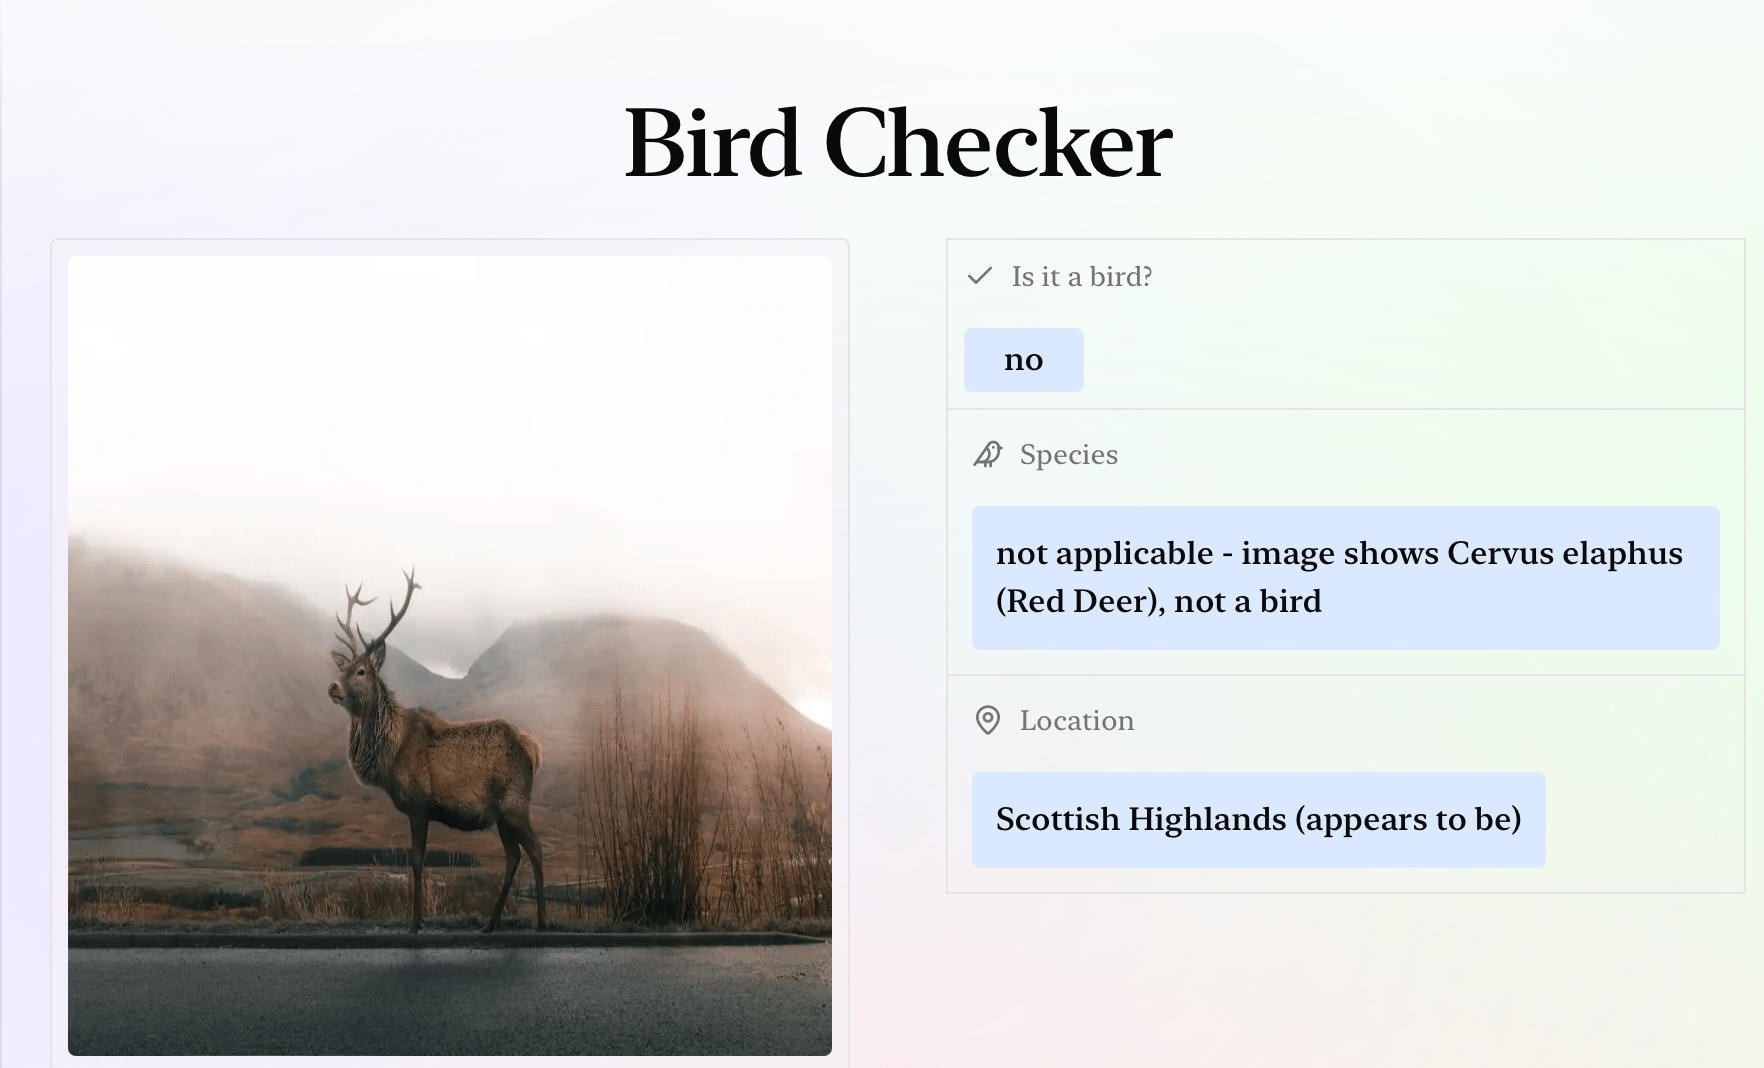 Bird Checker
Is it a bird?
no
Species
not applicable - image shows Cervus elaphus
(Red Deer), not a bird
Location
Scottish Highlands (appears to be)